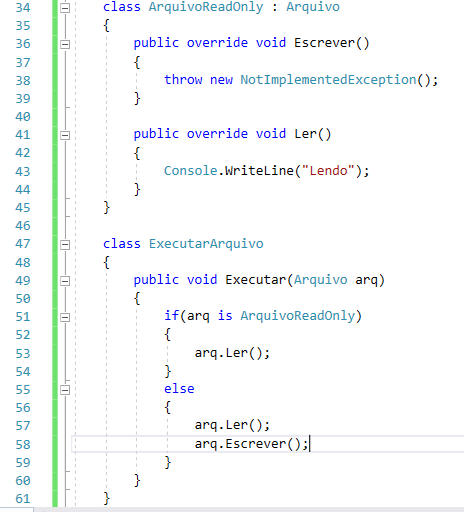 34 class ArquivoReadOnly : Arquivo
35 {
36 public override void Escrever()
37 {
38 throw new NotImplementedException();
39 }
40
41 public override void Ler()
42 {
43 Console.WriteLine("Lendo");
44 }
45 }
46
47 class ExecutarArquivo
48 {
49 public void Executar(Arquivo arq)
50 {
51 if(arq is ArquivoReadOnly)
52 {
53 arq.Ler();
54 }
55 else
56 {
57 arq.Ler();
58 arq.Escrever();
59 }
60 }
61 }